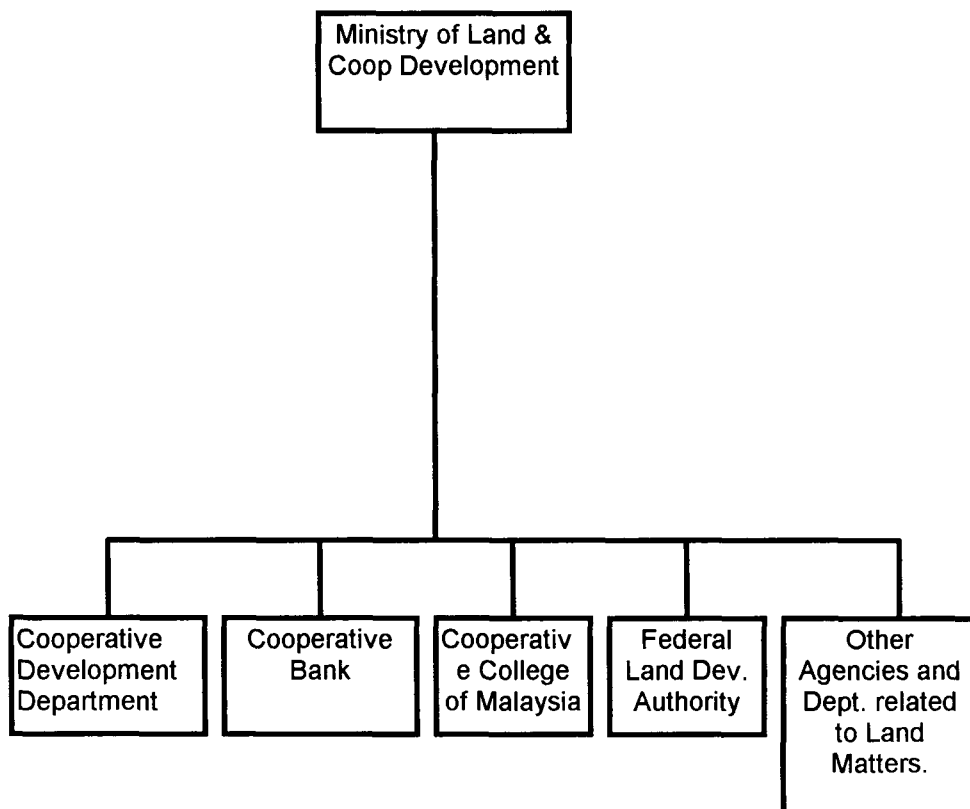 Ministry of Land &
Coop Development
Cooperative
Development
Department
Cooperative
Bank
Cooperativ
e College
of Malaysia
Federal
Land Dev.
Authority
Other
Agencies and
Dept. related
to Land
Matters.